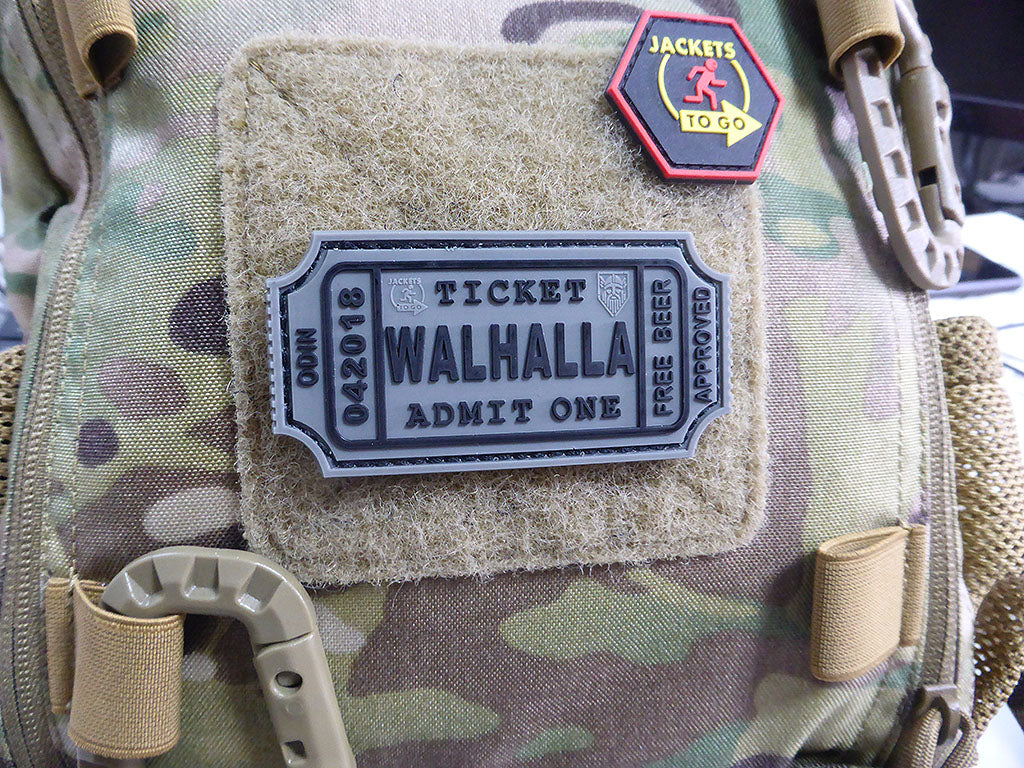 JACKETS
TO GO
ODIN
042018
JACKETS
TO GO
TICKET
WALHALLA
ADMIT ONE
FREE BEER
APPROVED